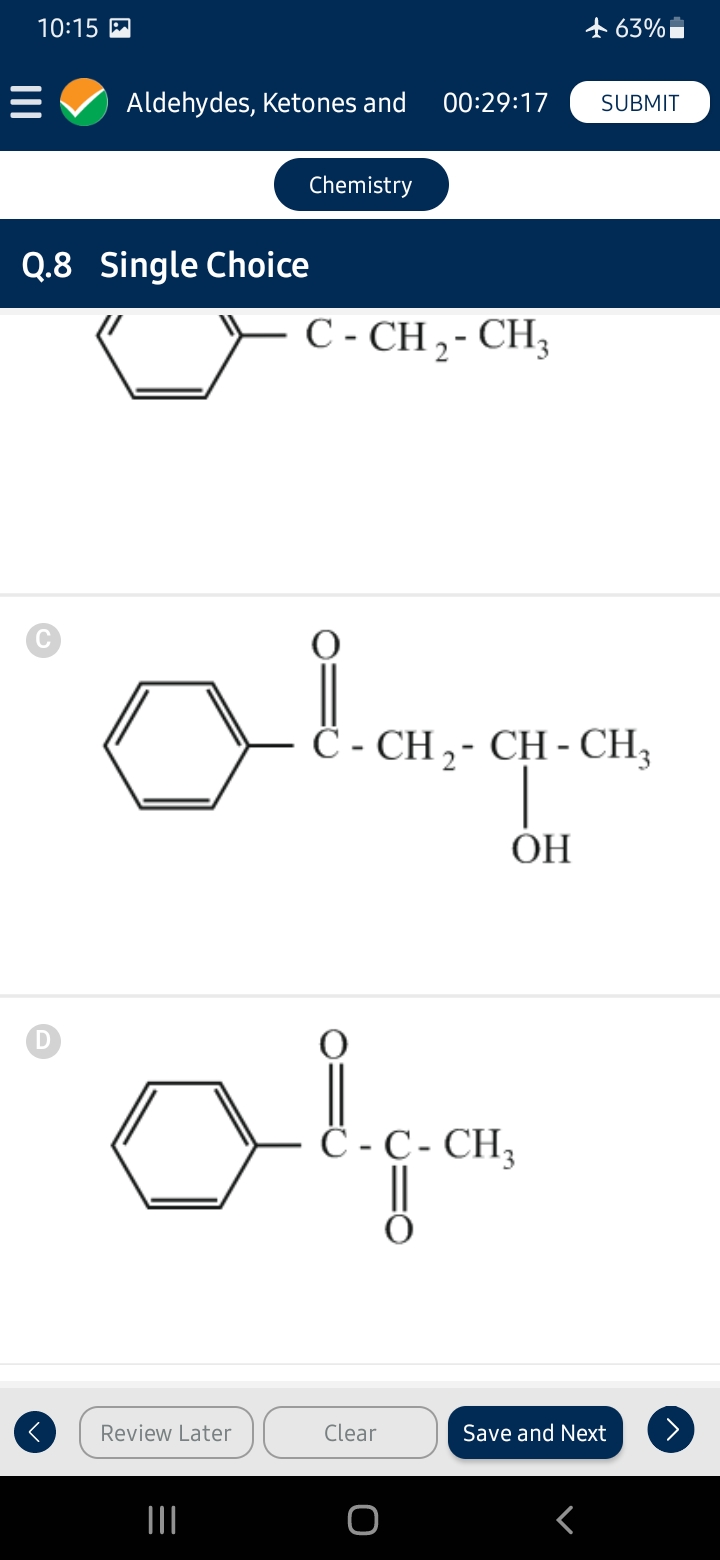 10:15
63%
Aldehydes, Ketones and 00:29:17 SUBMIT
Chemistry
Q.8 Single Choice
C - CH₂- CH₃
C
O
C - CH₂- CH - CH₃
OH
D
O
C - C- CH₃
O
Review Later Clear Save and Next